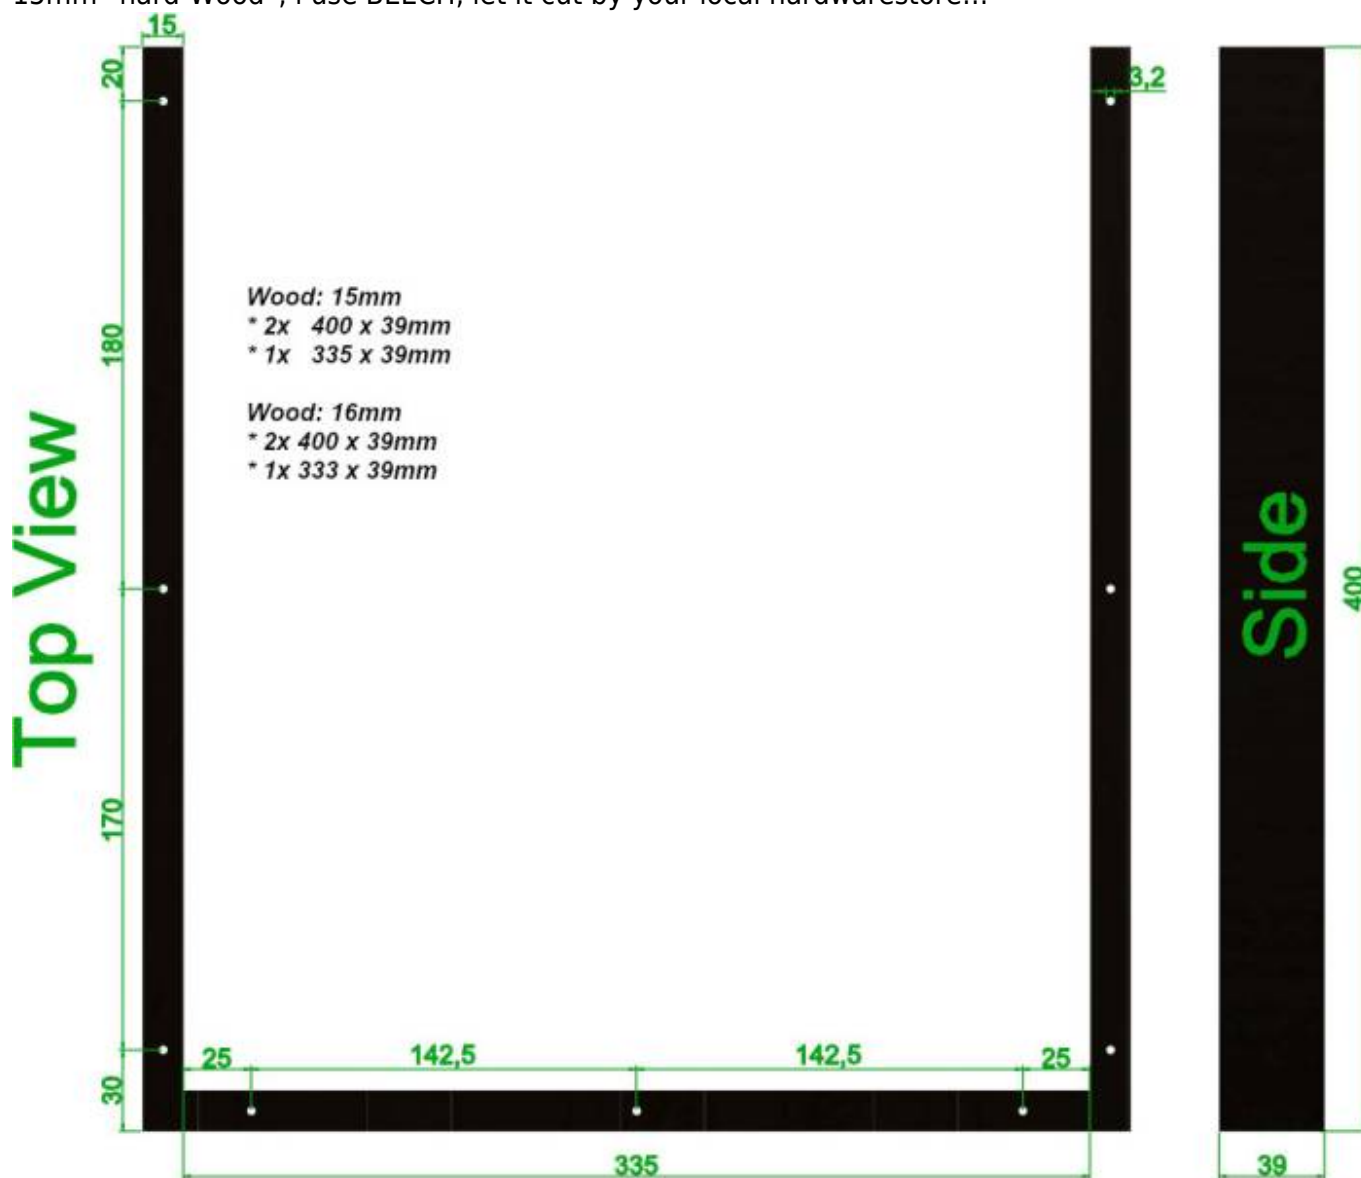 15mm "hard Wood", I use BEECH, let it cut by your local hardwarestore...
15
20
3,2
Wood: 15mm
* 2x 400 x 39mm
* 1x 335 x 39mm
180
Wood: 16mm
* 2x 400 x 39mm
* 1x 333 x 39mm
Top View
Side
400
170
25
142,5
142,5
25
30
335
39